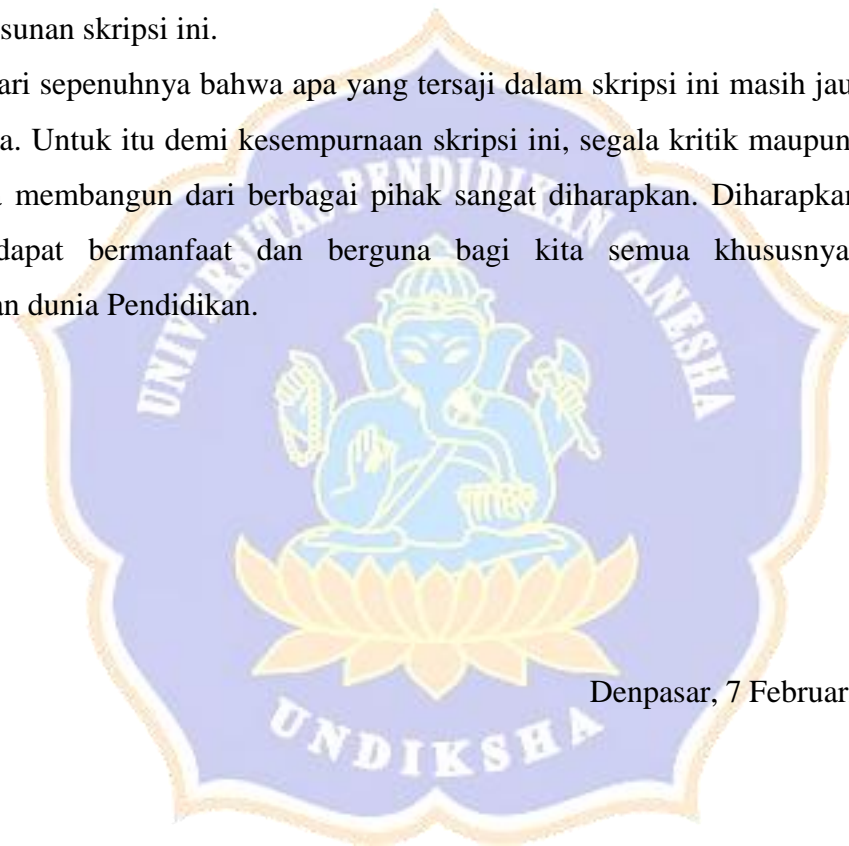 sunan skripsi ini.
ari sepenuhnya bahwa apa yang tersaji dalam skripsi ini masih jau
a. Untuk itu demi kesempurnaan skripsi ini, segala kritik maupun
membangun dari berbagai pihak sangat diharapkan. Diharapkan
dapat bermanfaat dan berguna bagi kita semua khususnya
an dunia Pendidikan.
UNIVERSITAS PENDIDIKAN GANESHA
Denpasar, 7 Februar
UNDIKSHA